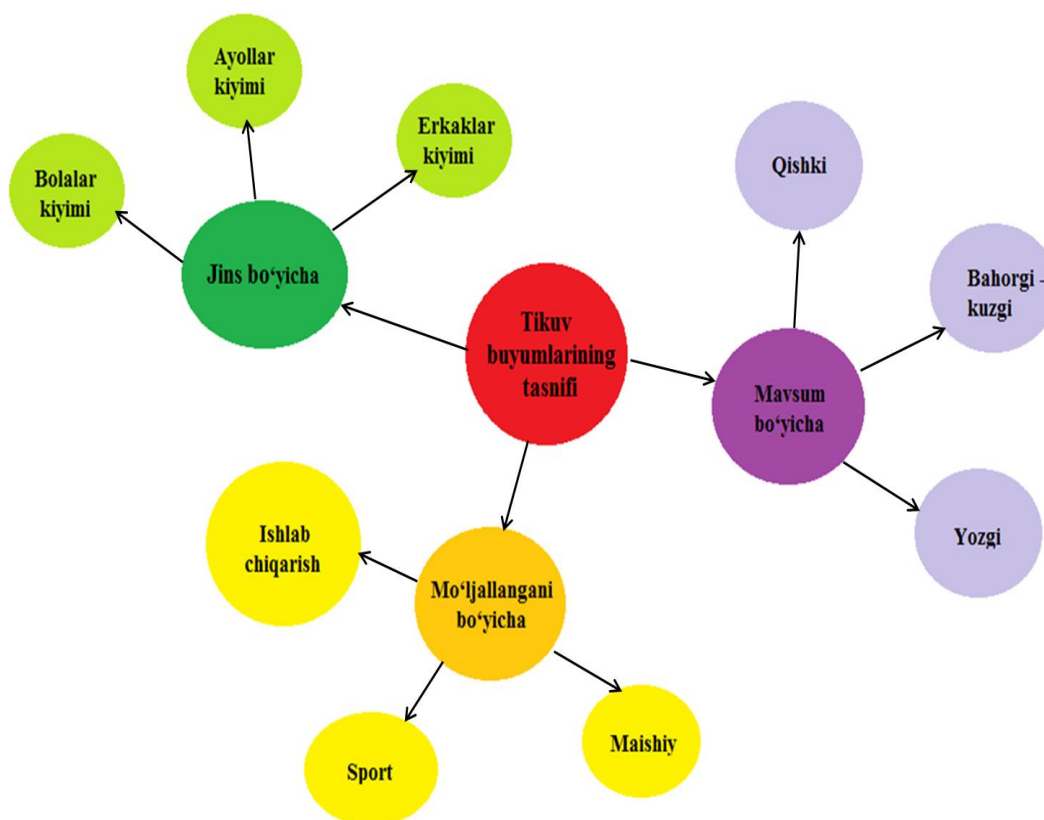 Ayollar
kiyimi
Erkaklar
kiyimi
Bolalar
kiyimi
Jins bo‘yicha
Qishki
Bahorgi –
kuzgi
Tikuv
buyumlarining
tasnifi
Mavsum
bo‘yicha
Yozgi
Ishlab
chiqarish
Mo‘ljallangani
bo‘yicha
Sport
Maishiy